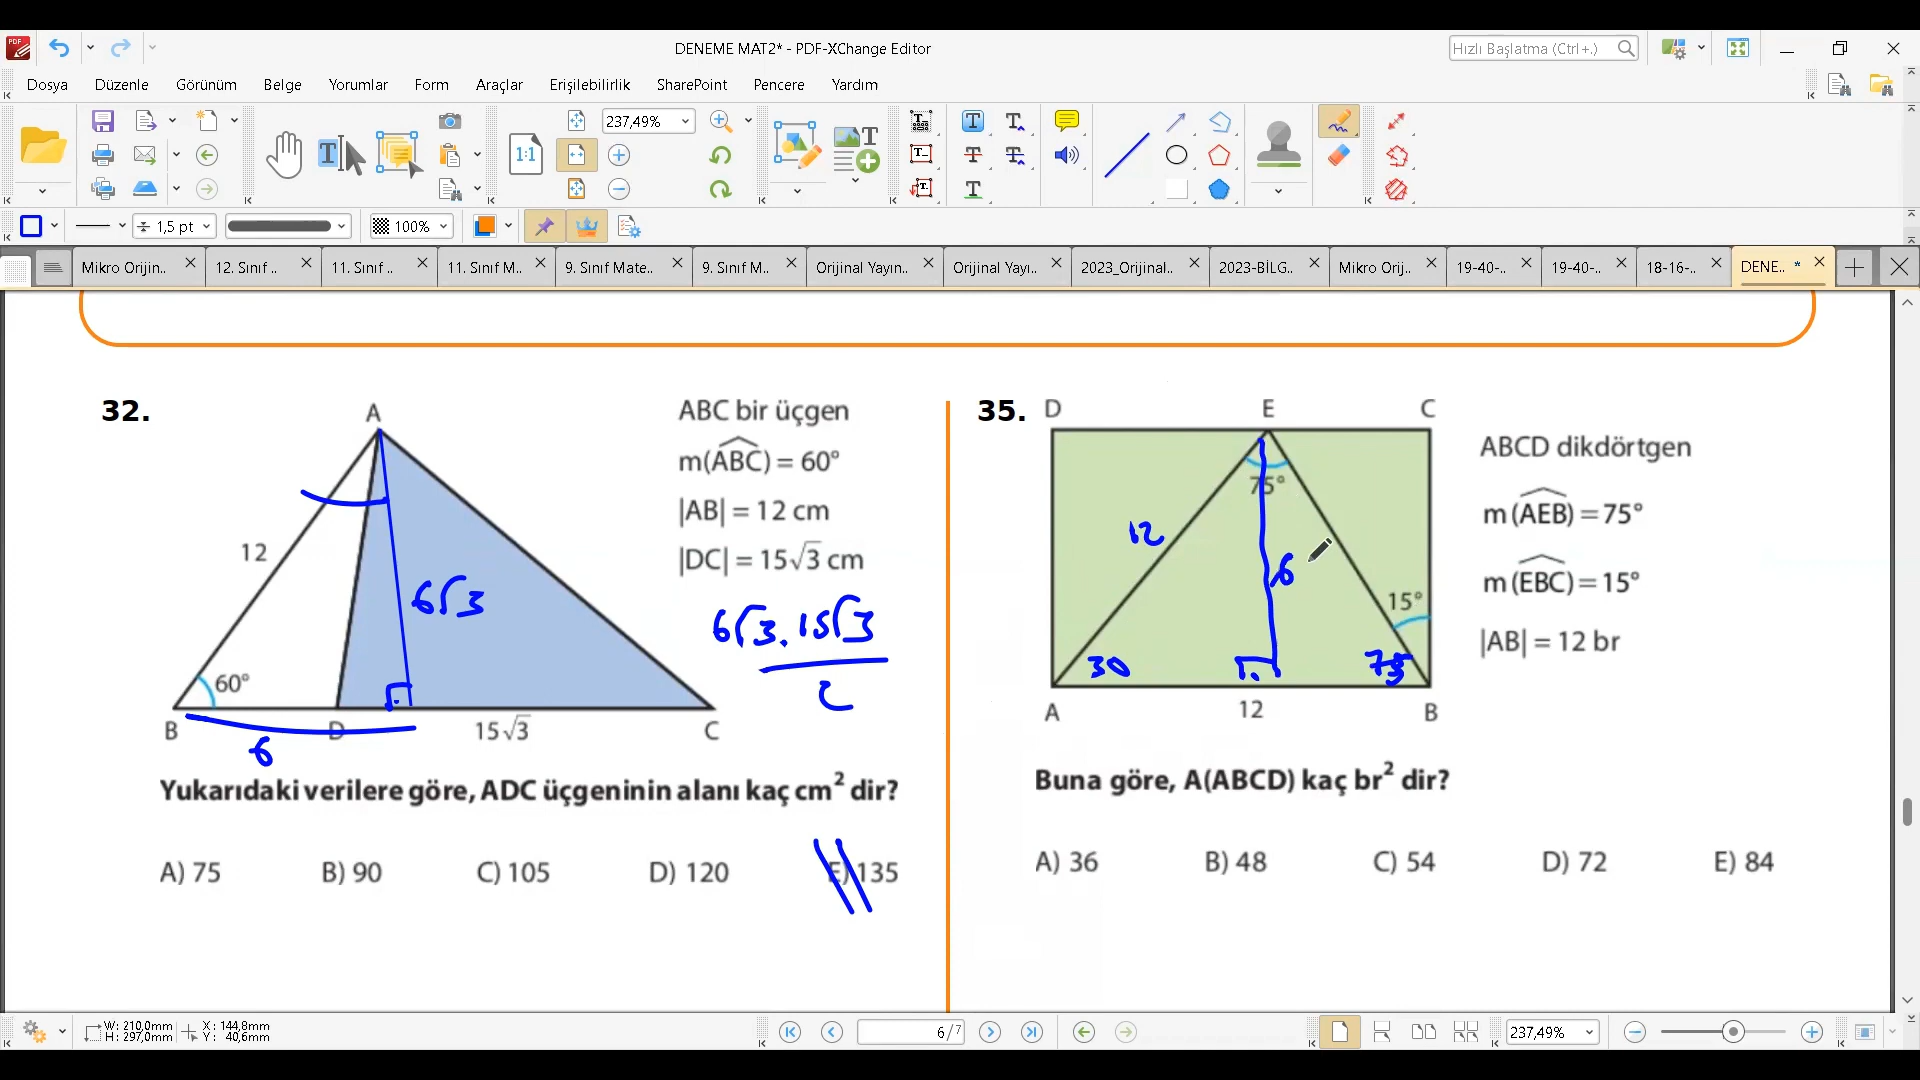 DENEME MAT2* - PDF-XChange Editor
Hızlı Başlatma (Ctrl+.)
Dosya Düzenle Görünüm Belge Yorumlar Form Araçlar Erişilebilirlik SharePoint Pencere Yardım
237,49%
1:1
1,5 pt
100%
Mikro Orijin.. 12. Sınıf .. 11. Sınıf .. 11. Sınıf M.. 9. Sınıf Mate.. 9. Sınıf M.. Orijinal Yayın.. Orijinal Yayı.. 2023_Orijinal.. 2023-BİLG.. Mikro Orij.. 19-40-.. 19-40-.. 18-16-.. DENE.. *
32.
A
12
60°
B
D
15√3
C
6√3
6
ABC bir üçgen
m(ABC) = 60°
|AB| = 12 cm
|DC| = 15√3 cm
6√3.15√3
2
Yukarıdaki verilere göre, ADC üçgeninin alanı kaç cm² dir?
A) 75 B) 90 C) 105 D) 120 E) 135
35.
D E C
75°
12
6
15°
30
75
A 12 B
ABCD dikdörtgen
m(AEB) = 75°
m(EBC) = 15°
|AB| = 12 br
Buna göre, A(ABCD) kaç br² dir?
A) 36 B) 48 C) 54 D) 72 E) 84
W: 210,0mm
H: 297,0mm
X: 144,8mm
Y: 40,6mm
6/7
237,49%